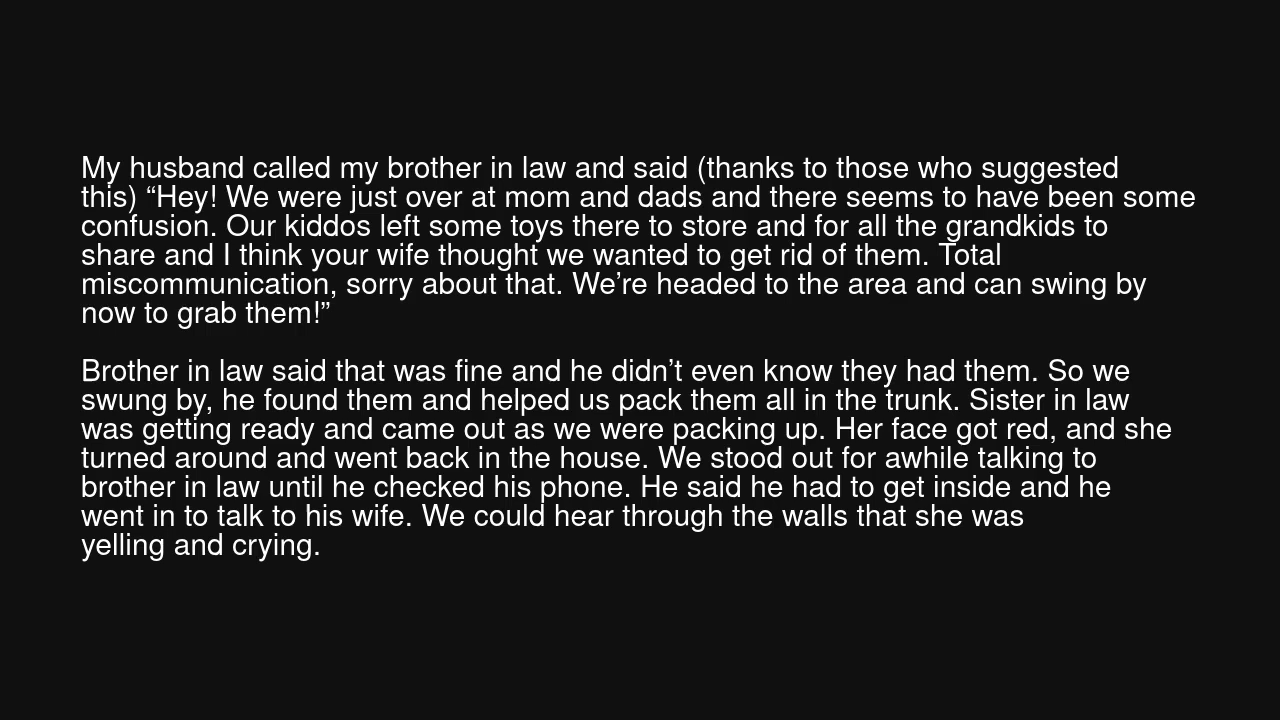 My husband called my brother in law and said (thanks to those who suggested
this) “Hey! We were just over at mom and dads and there seems to have been some
confusion. Our kiddos left some toys there to store and for all the grandkids to
share and I think your wife thought we wanted to get rid of them. Total
miscommunication, sorry about that. We’re headed to the area and can swing by
now to grab them!”
Brother in law said that was fine and he didn’t even know they had them. So we
swung by, he found them and helped us pack them all in the trunk. Sister in law
was getting ready and came out as we were packing up. Her face got red, and she
turned around and went back in the house. We stood out for awhile talking to
brother in law until he checked his phone. He said he had to get inside and he
went in to talk to his wife. We could hear through the walls that she was
yelling and crying.